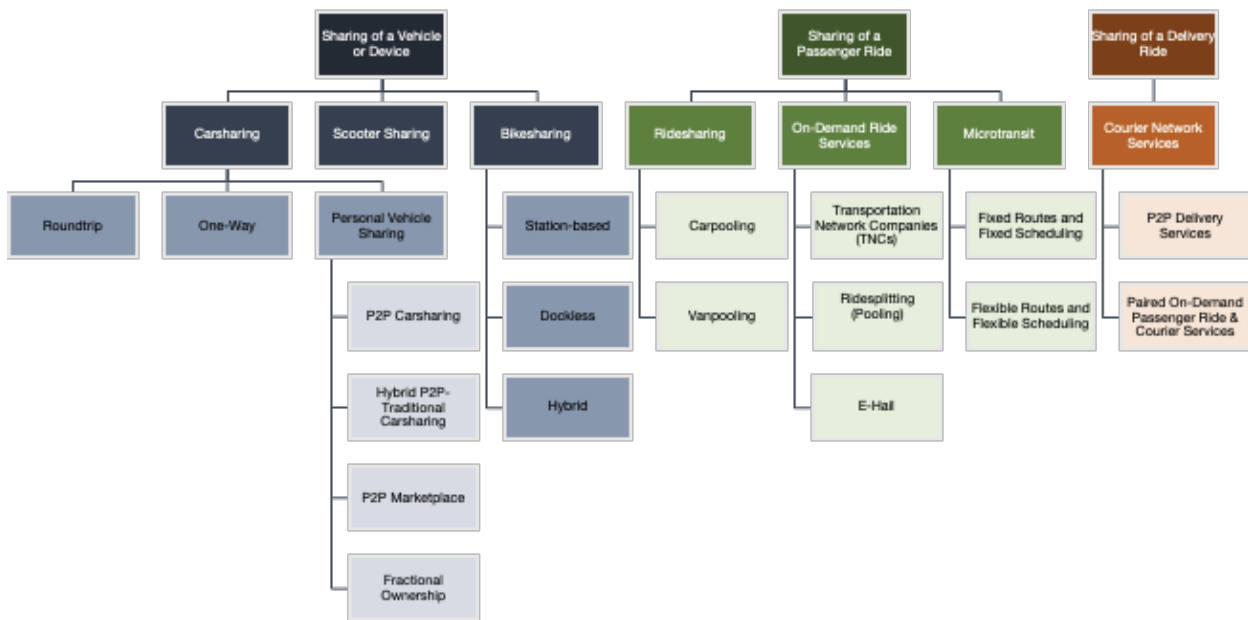 Sharing of a Vehicle
or Device
Sharing of a
Passenger Ride
Sharing of a Delivery
Ride
Carsharing
Scooter Sharing
Bikesharing
Ridesharing
On-Demand Ride
Services
Microtransit
Courier Network
Services
Roundtrip
One-Way
Personal Vehicle
Sharing
Station-based
Carpooling
Transportation
Network Companies
(TNCs)
Fixed Routes and
Fixed Scheduling
P2P Delivery
Services
P2P Carsharing
Dockless
Vanpooling
Ridesplitting
(Pooling)
Flexible Routes and
Flexible Scheduling
Paired On-Demand
Passenger Ride &
Courier Services
Hybrid P2P-
Traditional
Carsharing
Hybrid
E-Hail
P2P Marketplace
Fractional
Ownership